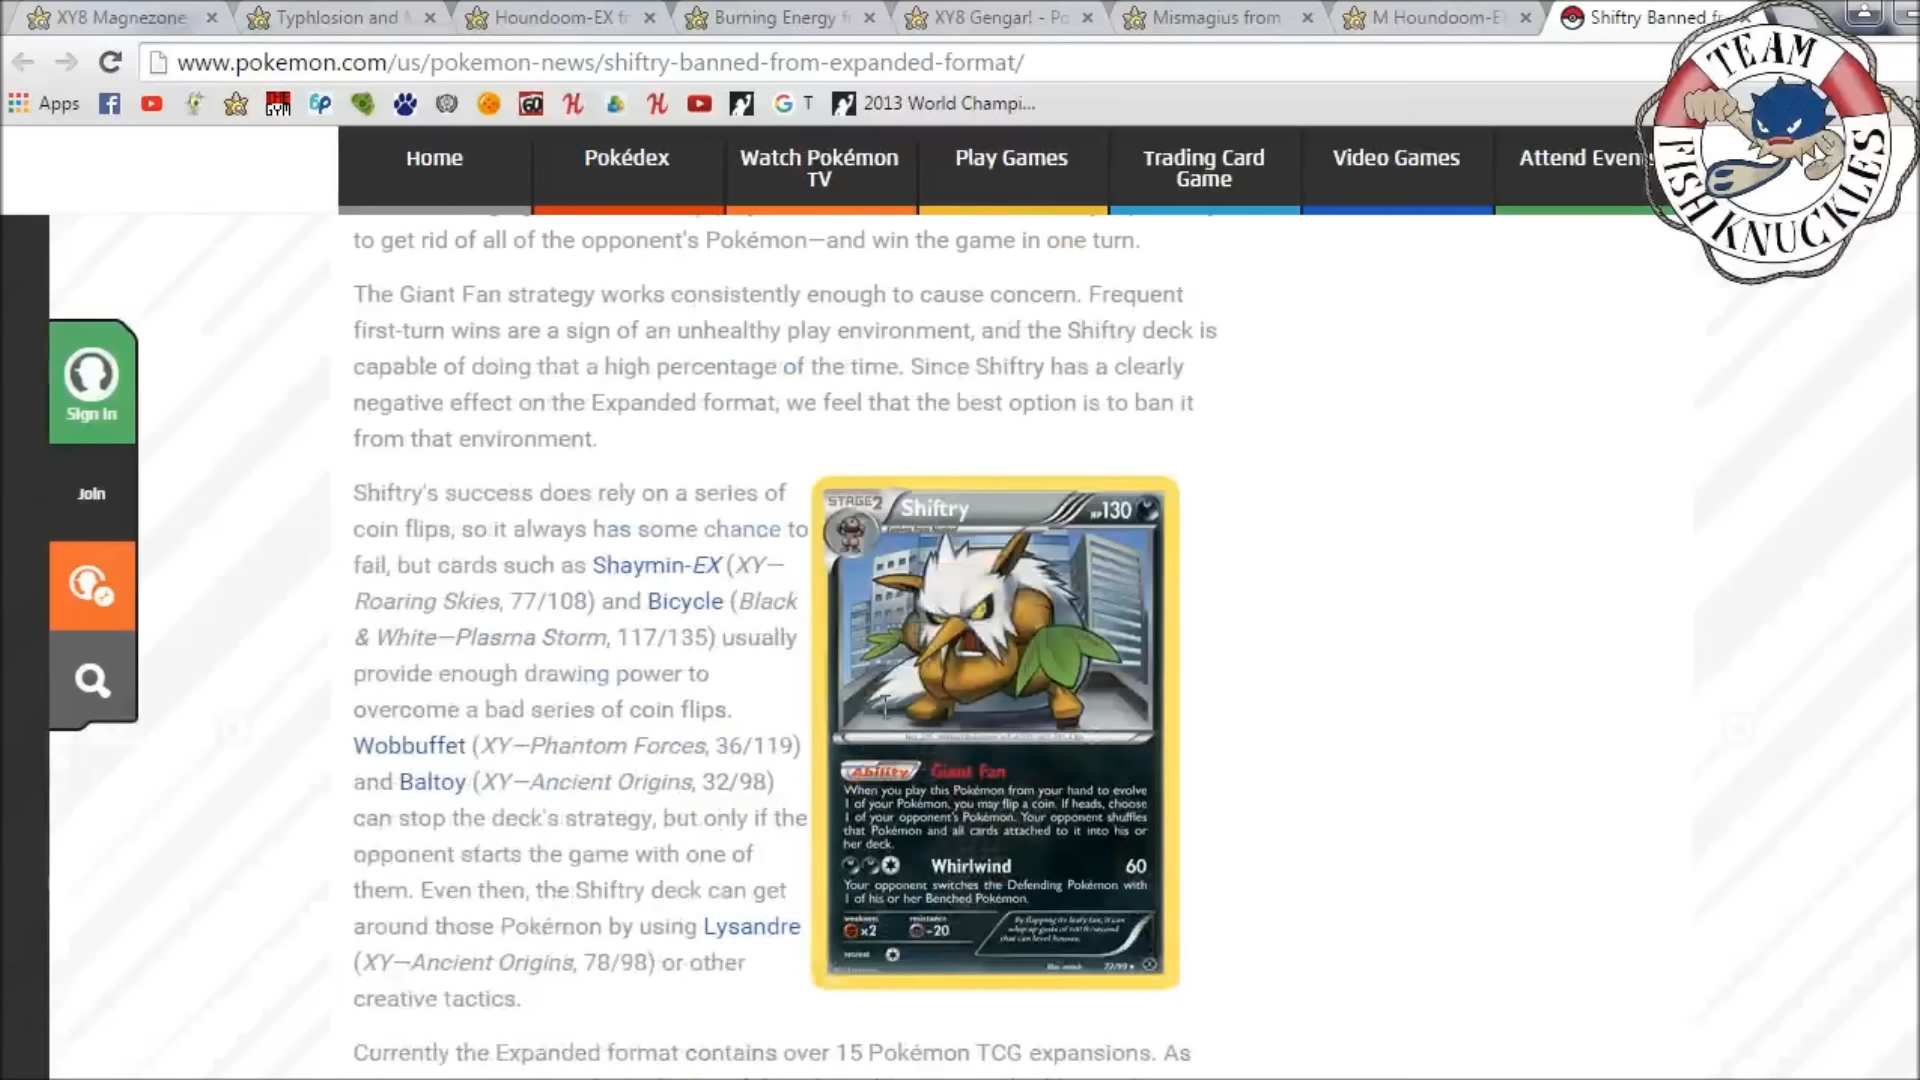 XY8 Magnezone
Typhlosion and
Houndoom-EX fr
Burning Energy f
XY8 Gengar! - Po
Mismagius from
M Houndoom-E
Shiftry Banned fr
www.pokemon.com/us/pokemon-news/shiftry-banned-from-expanded-format/
Apps
T
2013 World Champi...
TEAM
FISH KNUCKLES
Home
Pokédex
Watch Pokémon
TV
Play Games
Trading Card
Game
Video Games
Attend Events
Sign In
Join
to get rid of all of the opponent's Pokémon—and win the game in one turn.
The Giant Fan strategy works consistently enough to cause concern. Frequent
first-turn wins are a sign of an unhealthy play environment, and the Shiftry deck is
capable of doing that a high percentage of the time. Since Shiftry has a clearly
negative effect on the Expanded format, we feel that the best option is to ban it
from that environment.
Shiftry's success does rely on a series of
coin flips, so it always has some chance to
fail, but cards such as Shaymin-EX (XY—
Roaring Skies, 77/108) and Bicycle (Black
& White—Plasma Storm, 117/135) usually
provide enough drawing power to
overcome a bad series of coin flips.
Wobbuffet (XY—Phantom Forces, 36/119)
and Baltoy (XY—Ancient Origins, 32/98)
can stop the deck's strategy, but only if the
opponent starts the game with one of
them. Even then, the Shiftry deck can get
around those Pokémon by using Lysandre
(XY—Ancient Origins, 78/98) or other
creative tactics.
STAGE2
Shiftry
HP130
Ability Giant Fan
When you play this Pokémon from your hand to evolve
1 of your Pokémon, you may flip a coin. If heads, choose
1 of your opponent's Pokémon. Your opponent shuffles
that Pokémon and all cards attached to it into his or
her deck.
Whirlwind 60
Your opponent switches the Defending Pokémon with
1 of his or her Benched Pokémon.
weakness
x2
resistance
-20
retreat
72/99
Currently the Expanded format contains over 15 Pokémon TCG expansions. As